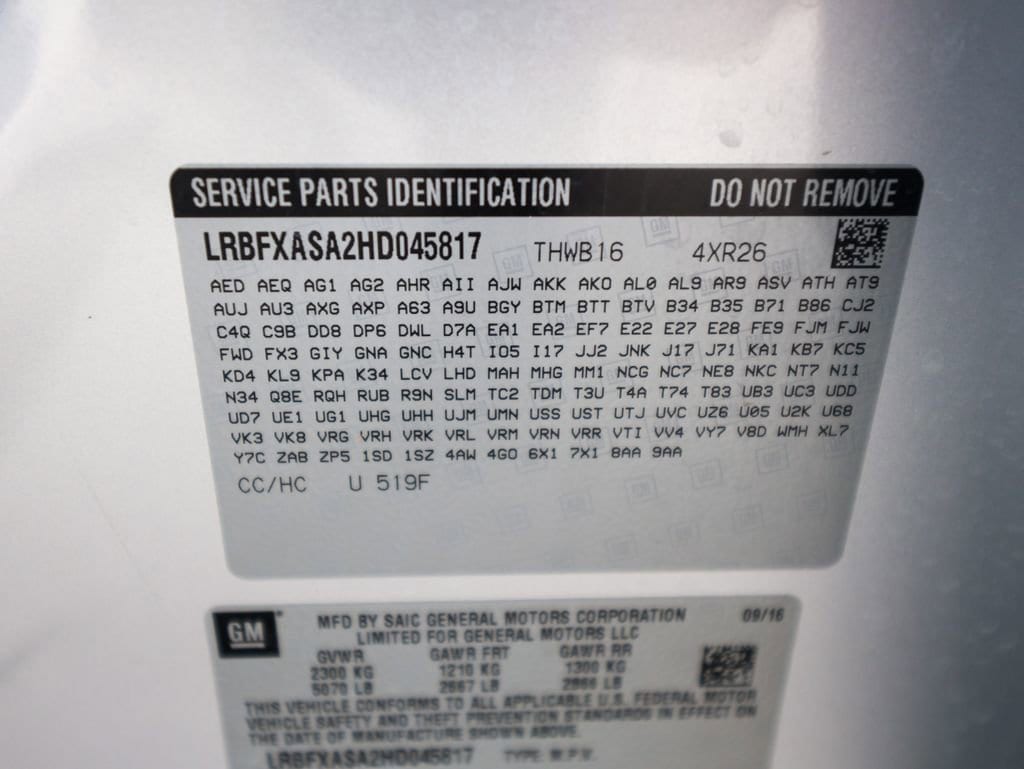 SERVICE PARTS IDENTIFICATION DO NOT REMOVE
LRBFXASA2HD045817 THWB16 4XR26
AED AEQ AG1 AG2 AHR AII AJW AKK AKO AL0 AL9 AR9 ASV ATH AT9
AUJ AU3 AXG AXP A63 A9U BGY BTM BTT BTV B34 B35 B71 B86 CJ2
C4Q C9B DD8 DP6 DWL D7A EA1 EA2 EF7 E22 E27 E28 FE9 FJM FJW
FWD FX3 GIY GNA GNC H4T IO5 I17 JJ2 JNK J17 J71 KA1 KB7 KC5
KD4 KL9 KPA K34 LCV LHD MAH MHG MM1 NCG NC7 NE8 NKC NT7 N11
N34 Q8E RQH RUB R9N SLM TC2 TDM T3U T4A T74 T83 UB3 UC3 UDD
UD7 UE1 UG1 UHG UHH UJM UMN USS UST UTJ UVC UZ6 U05 U2K U68
VK3 VK8 VRG VRH VRK VRL VRM VRN VRR VTI VV4 VY7 V8D WMH XL7
Y7C ZAB ZP5 1SD 1SZ 4AW 4GO 6X1 7X1 8AA 9AA
CC/HC U 519F
GM MFD BY SAIC GENERAL MOTORS CORPORATION 09/16
LIMITED FOR GENERAL MOTORS LLC
GVWR GAWR FRT GAWR RR
2300 KG 1210 KG 1300 KG
5070 LB 2667 LB 2866 LB
THIS VEHICLE CONFORMS TO ALL APPLICABLE U.S. FEDERAL MOTOR
VEHICLE SAFETY AND THEFT PREVENTION STANDARDS IN EFFECT ON
THE DATE OF MANUFACTURE SHOWN ABOVE.
LRBFXASA2HD045817 TYPE: M.P.V.